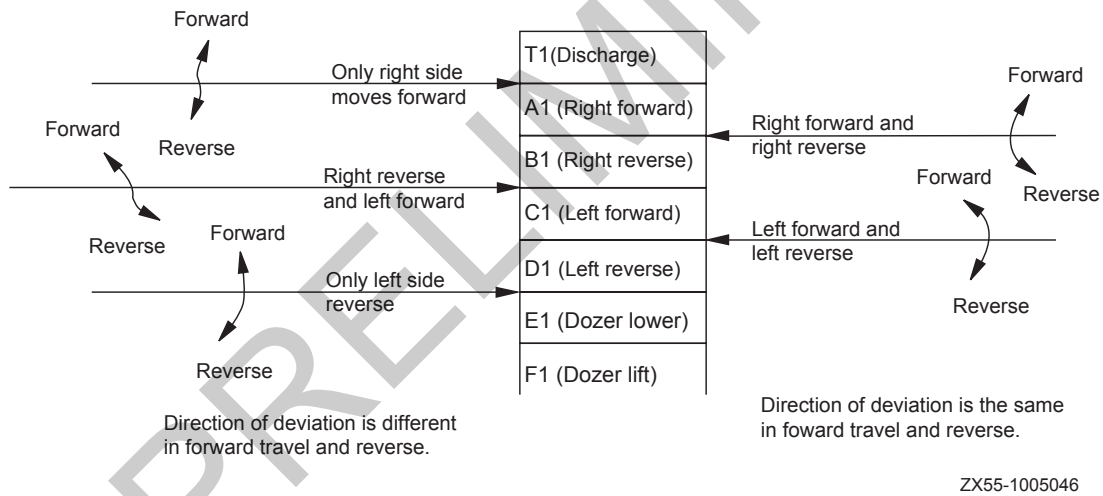 Forward
Only right side
moves forward
Reverse
Forward
Right reverse
and left forward
Reverse
Forward
Only left side
reverse
Reverse
Direction of deviation is different
in forward travel and reverse.
T1(Discharge)
A1 (Right forward)
B1 (Right reverse)
C1 (Left forward)
D1 (Left reverse)
E1 (Dozer lower)
F1 (Dozer lift)
Forward
Right forward and
right reverse
Reverse
Forward
Left forward and
left reverse
Reverse
Direction of deviation is the same
in foward travel and reverse.
ZX55-1005046
PRELIMI